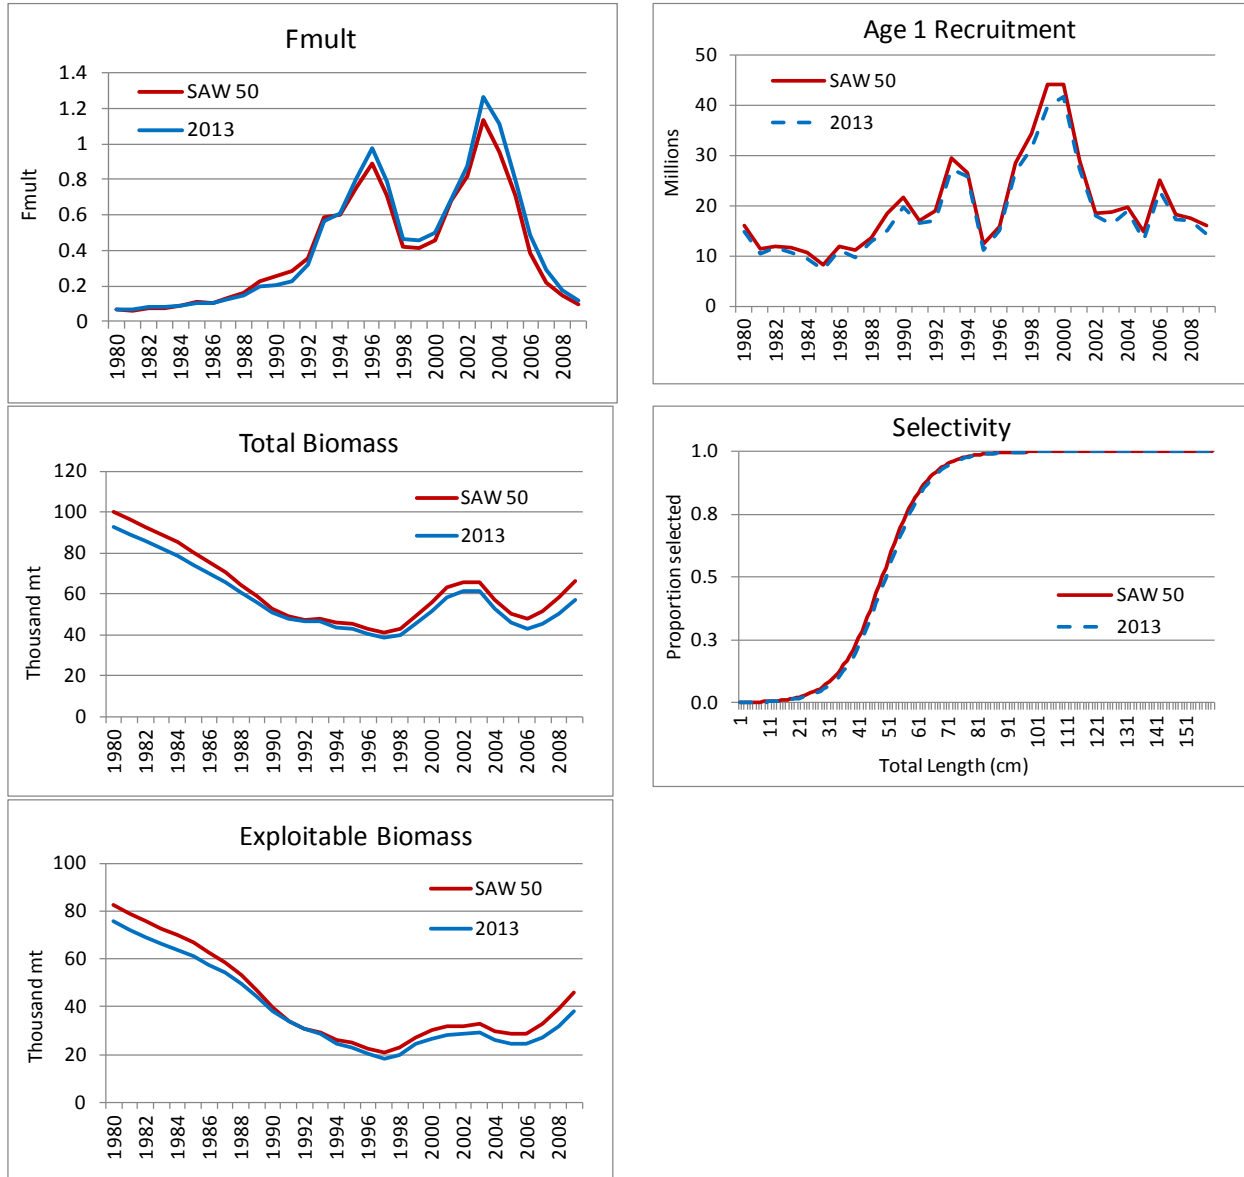 Fmult
Fmult
1.4
1.2
1
0.8
0.6
0.4
0.2
0
SAW 50
2013
1980 1982 1984 1986 1988 1990 1992 1994 1996 1998 2000 2002 2004 2006 2008
Age 1 Recruitment
Millions
50
40
30
20
10
0
SAW 50
2013
1980 1982 1984 1986 1988 1990 1992 1994 1996 1998 2000 2002 2004 2006 2008
Total Biomass
Thousand mt
120
100
80
60
40
20
0
SAW 50
2013
1980 1982 1984 1986 1988 1990 1992 1994 1996 1998 2000 2002 2004 2006 2008
Selectivity
Proportion selected
1.0
0.8
0.5
0.3
0.0
SAW 50
2013
1 11 21 31 41 51 61 71 81 91 101 111 121 131 141 151
Total Length (cm)
Exploitable Biomass
Thousand mt
100
80
60
40
20
0
SAW 50
2013
1980 1982 1984 1986 1988 1990 1992 1994 1996 1998 2000 2002 2004 2006 2008